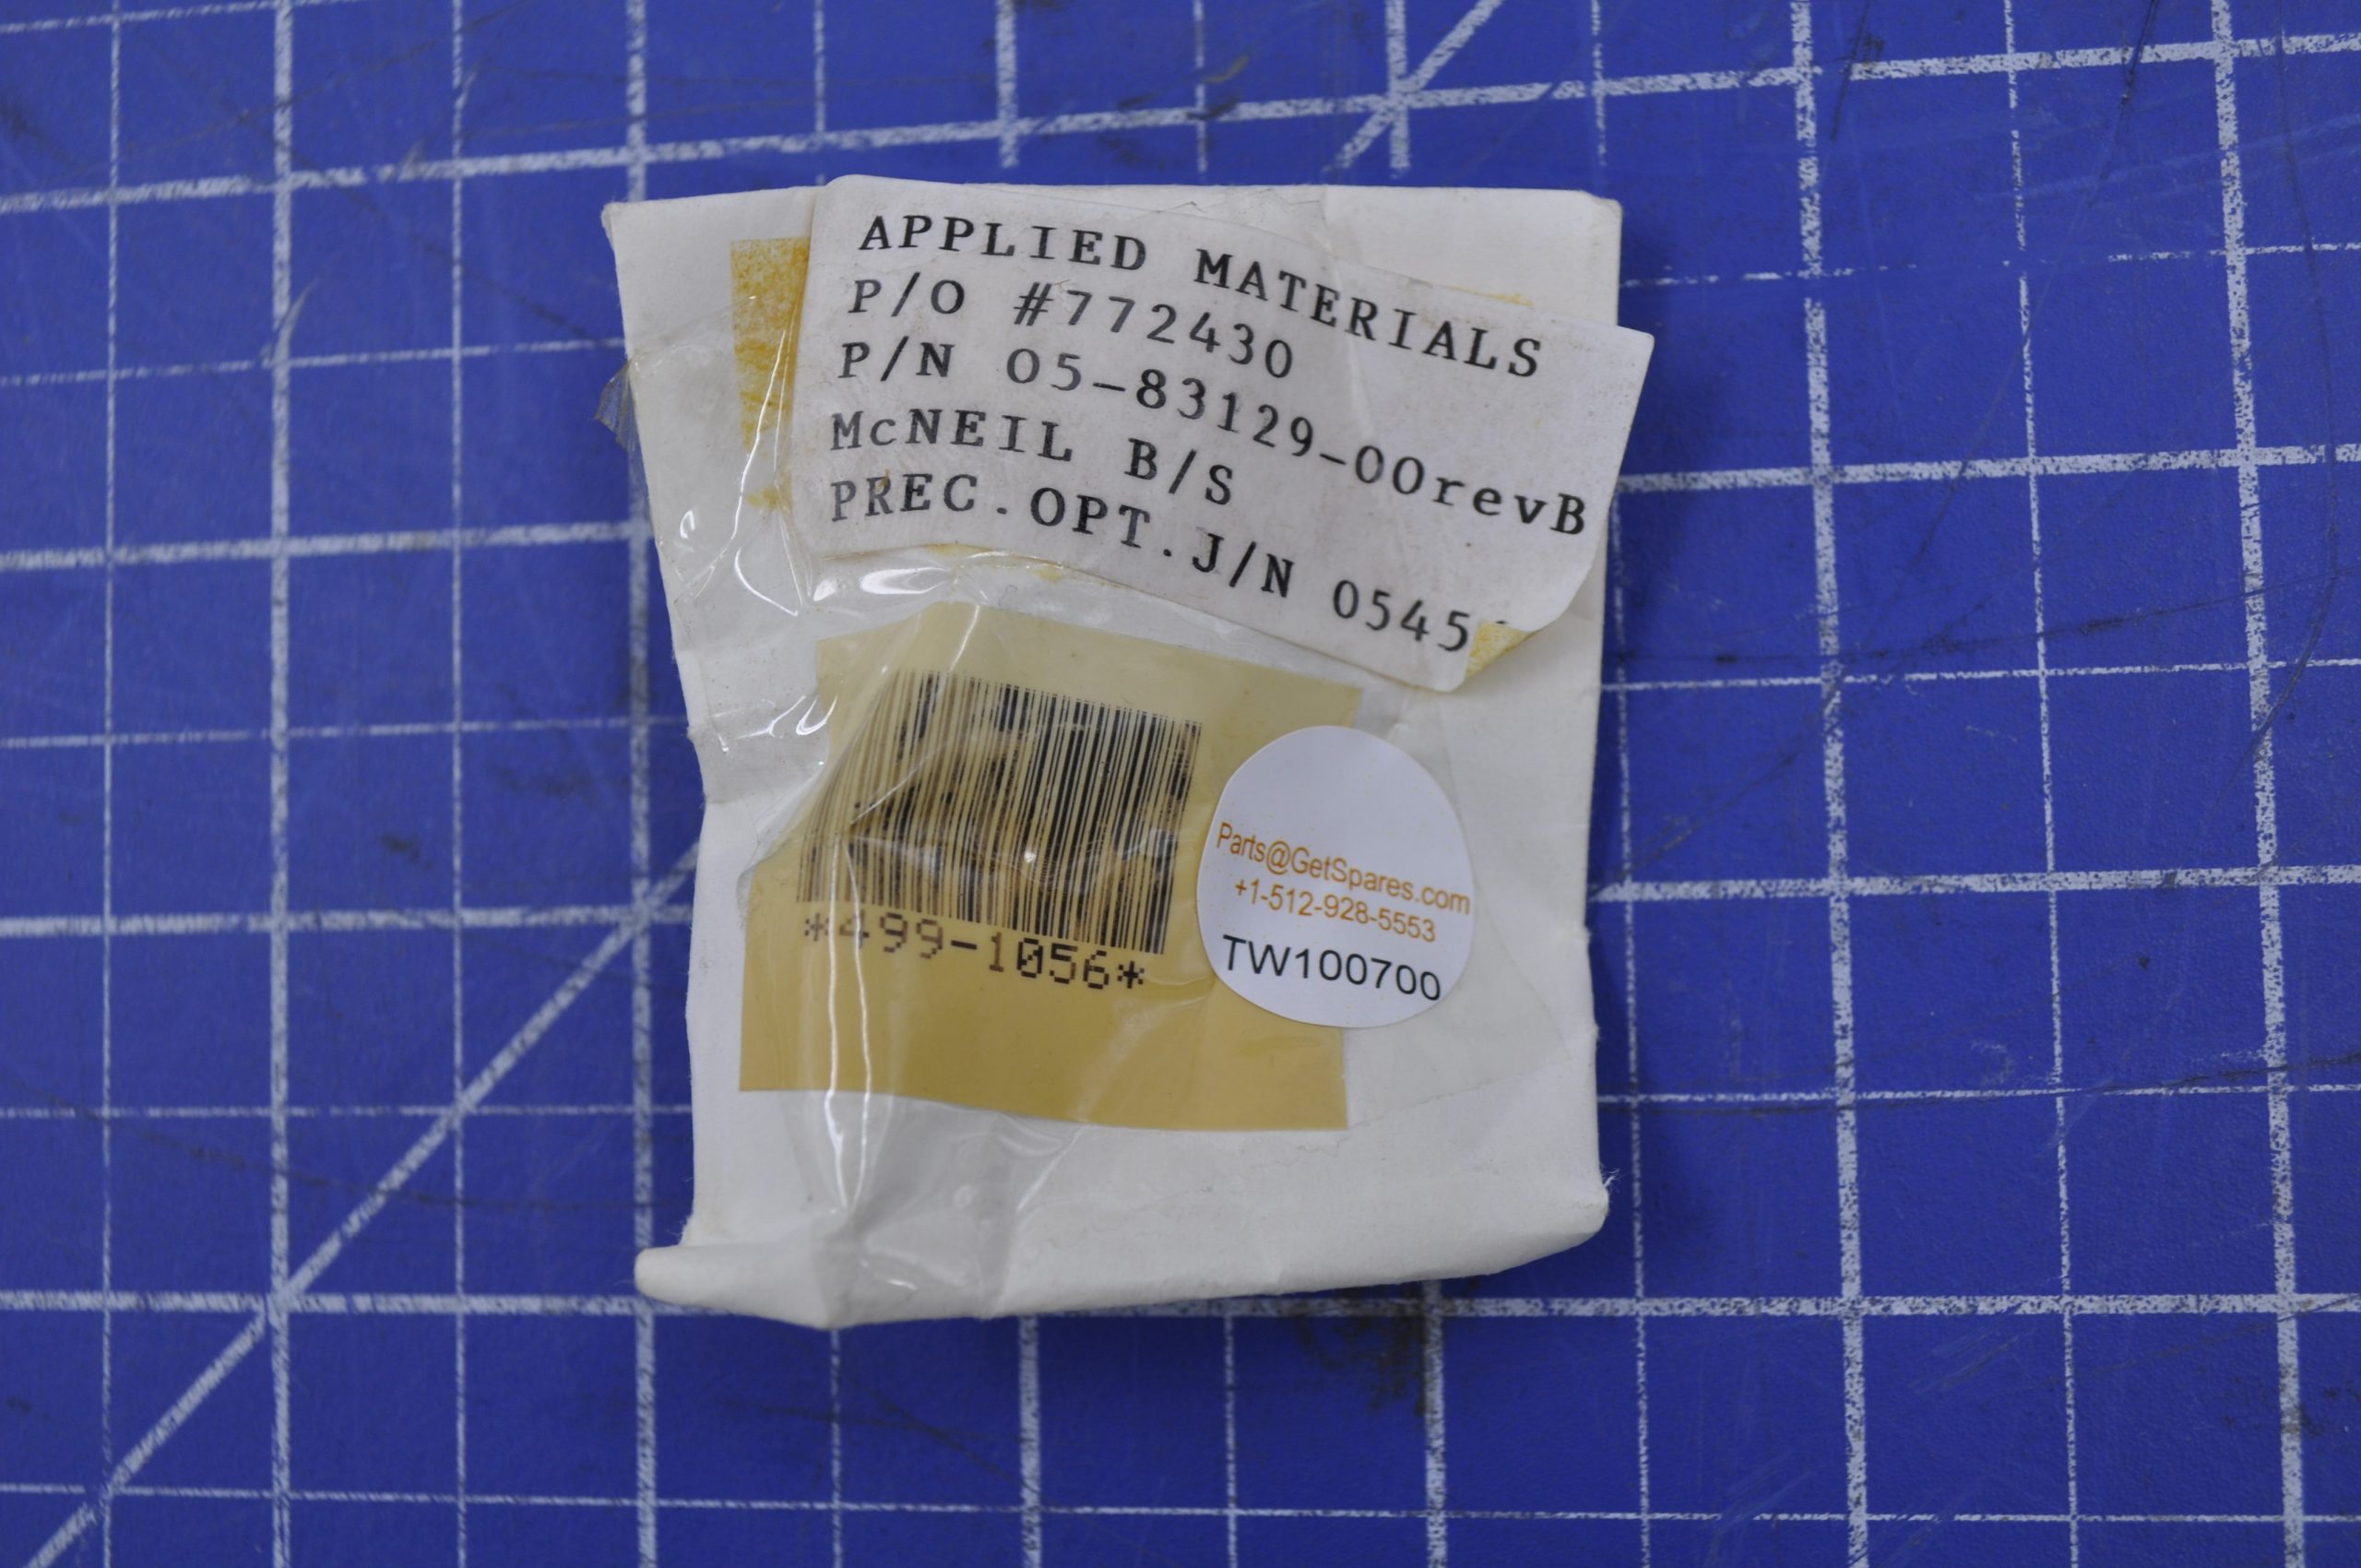 APPLIED MATERIALS
P/O #772430
P/N 05-83129-00revB
McNEIL B/S
PREC.OPT.J/N
*499-1056*
Parts@GetSpares.com
+1-512-928-5553
TW100700